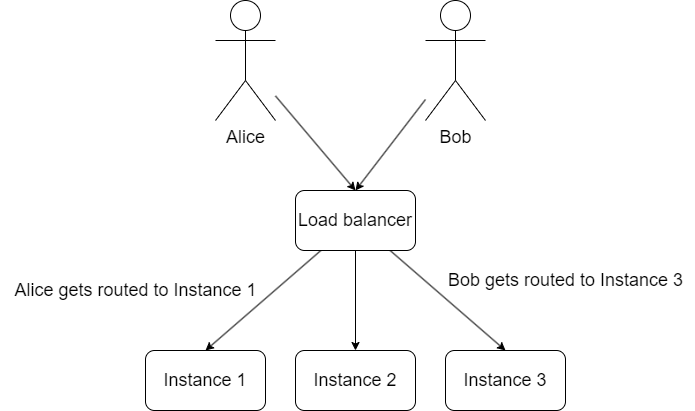 Alice
Bob
Load balancer
Alice gets routed to Instance 1
Bob gets routed to Instance 3
Instance 1
Instance 2
Instance 3